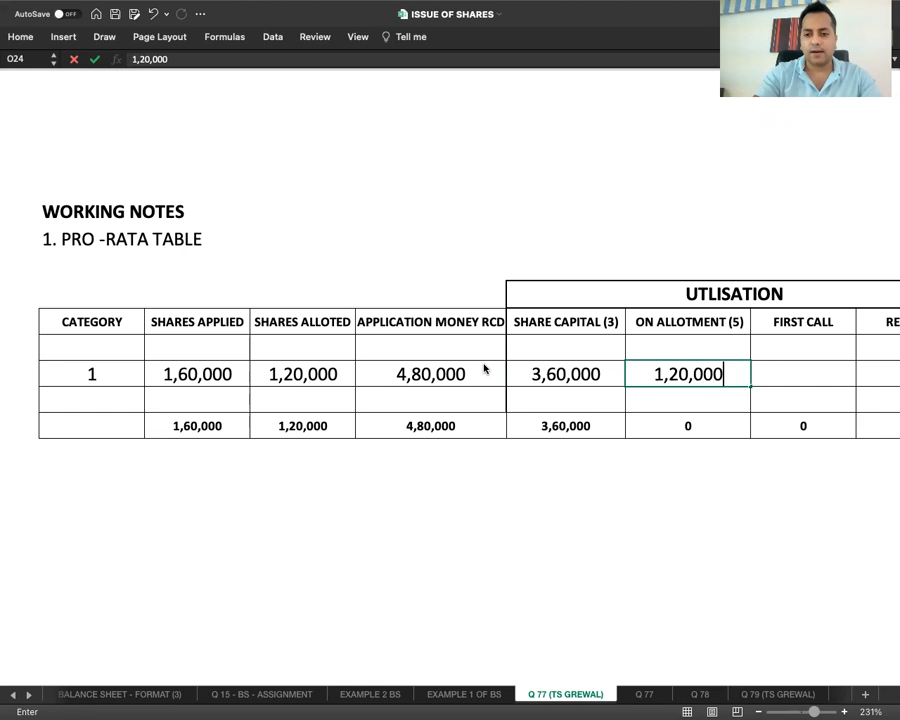 AutoSave OFF ISSUE OF SHARES
Home Insert Draw Page Layout Formulas Data Review View Tell me
O24 fx 1,20,000
WORKING NOTES
1. PRO -RATA TABLE
UTLISATION
CATEGORY SHARES APPLIED SHARES ALLOTED APPLICATION MONEY RCD SHARE CAPITAL (3) ON ALLOTMENT (5) FIRST CALL RE
1 1,60,000 1,20,000 4,80,000 3,60,000 1,20,000
1,60,000 1,20,000 4,80,000 3,60,000 0 0
BALANCE SHEET - FORMAT (3) Q 15 - BS - ASSIGNMENT EXAMPLE 2 BS EXAMPLE 1 OF BS Q 77 (TS GREWAL) Q 77 Q 78 Q 79 (TS GREWAL) +
Enter 231%